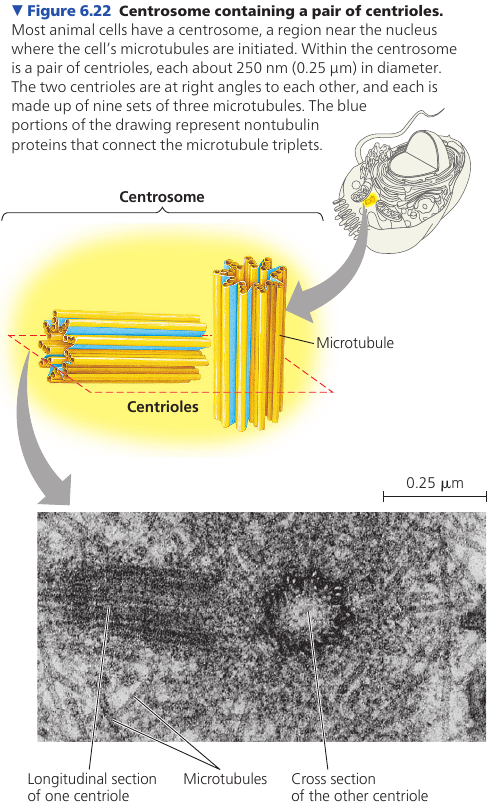 ▼ Figure 6.22 Centrosome containing a pair of centrioles.
Most animal cells have a centrosome, a region near the nucleus
where the cell's microtubules are initiated. Within the centrosome
is a pair of centrioles, each about 250 nm (0.25 μm) in diameter.
The two centrioles are at right angles to each other, and each is
made up of nine sets of three microtubules. The blue
portions of the drawing represent nontubulin
proteins that connect the microtubule triplets.
Centrosome
Microtubule
Centrioles
0.25 μm
Longitudinal section
of one centriole
Microtubules
Cross section
of the other centriole